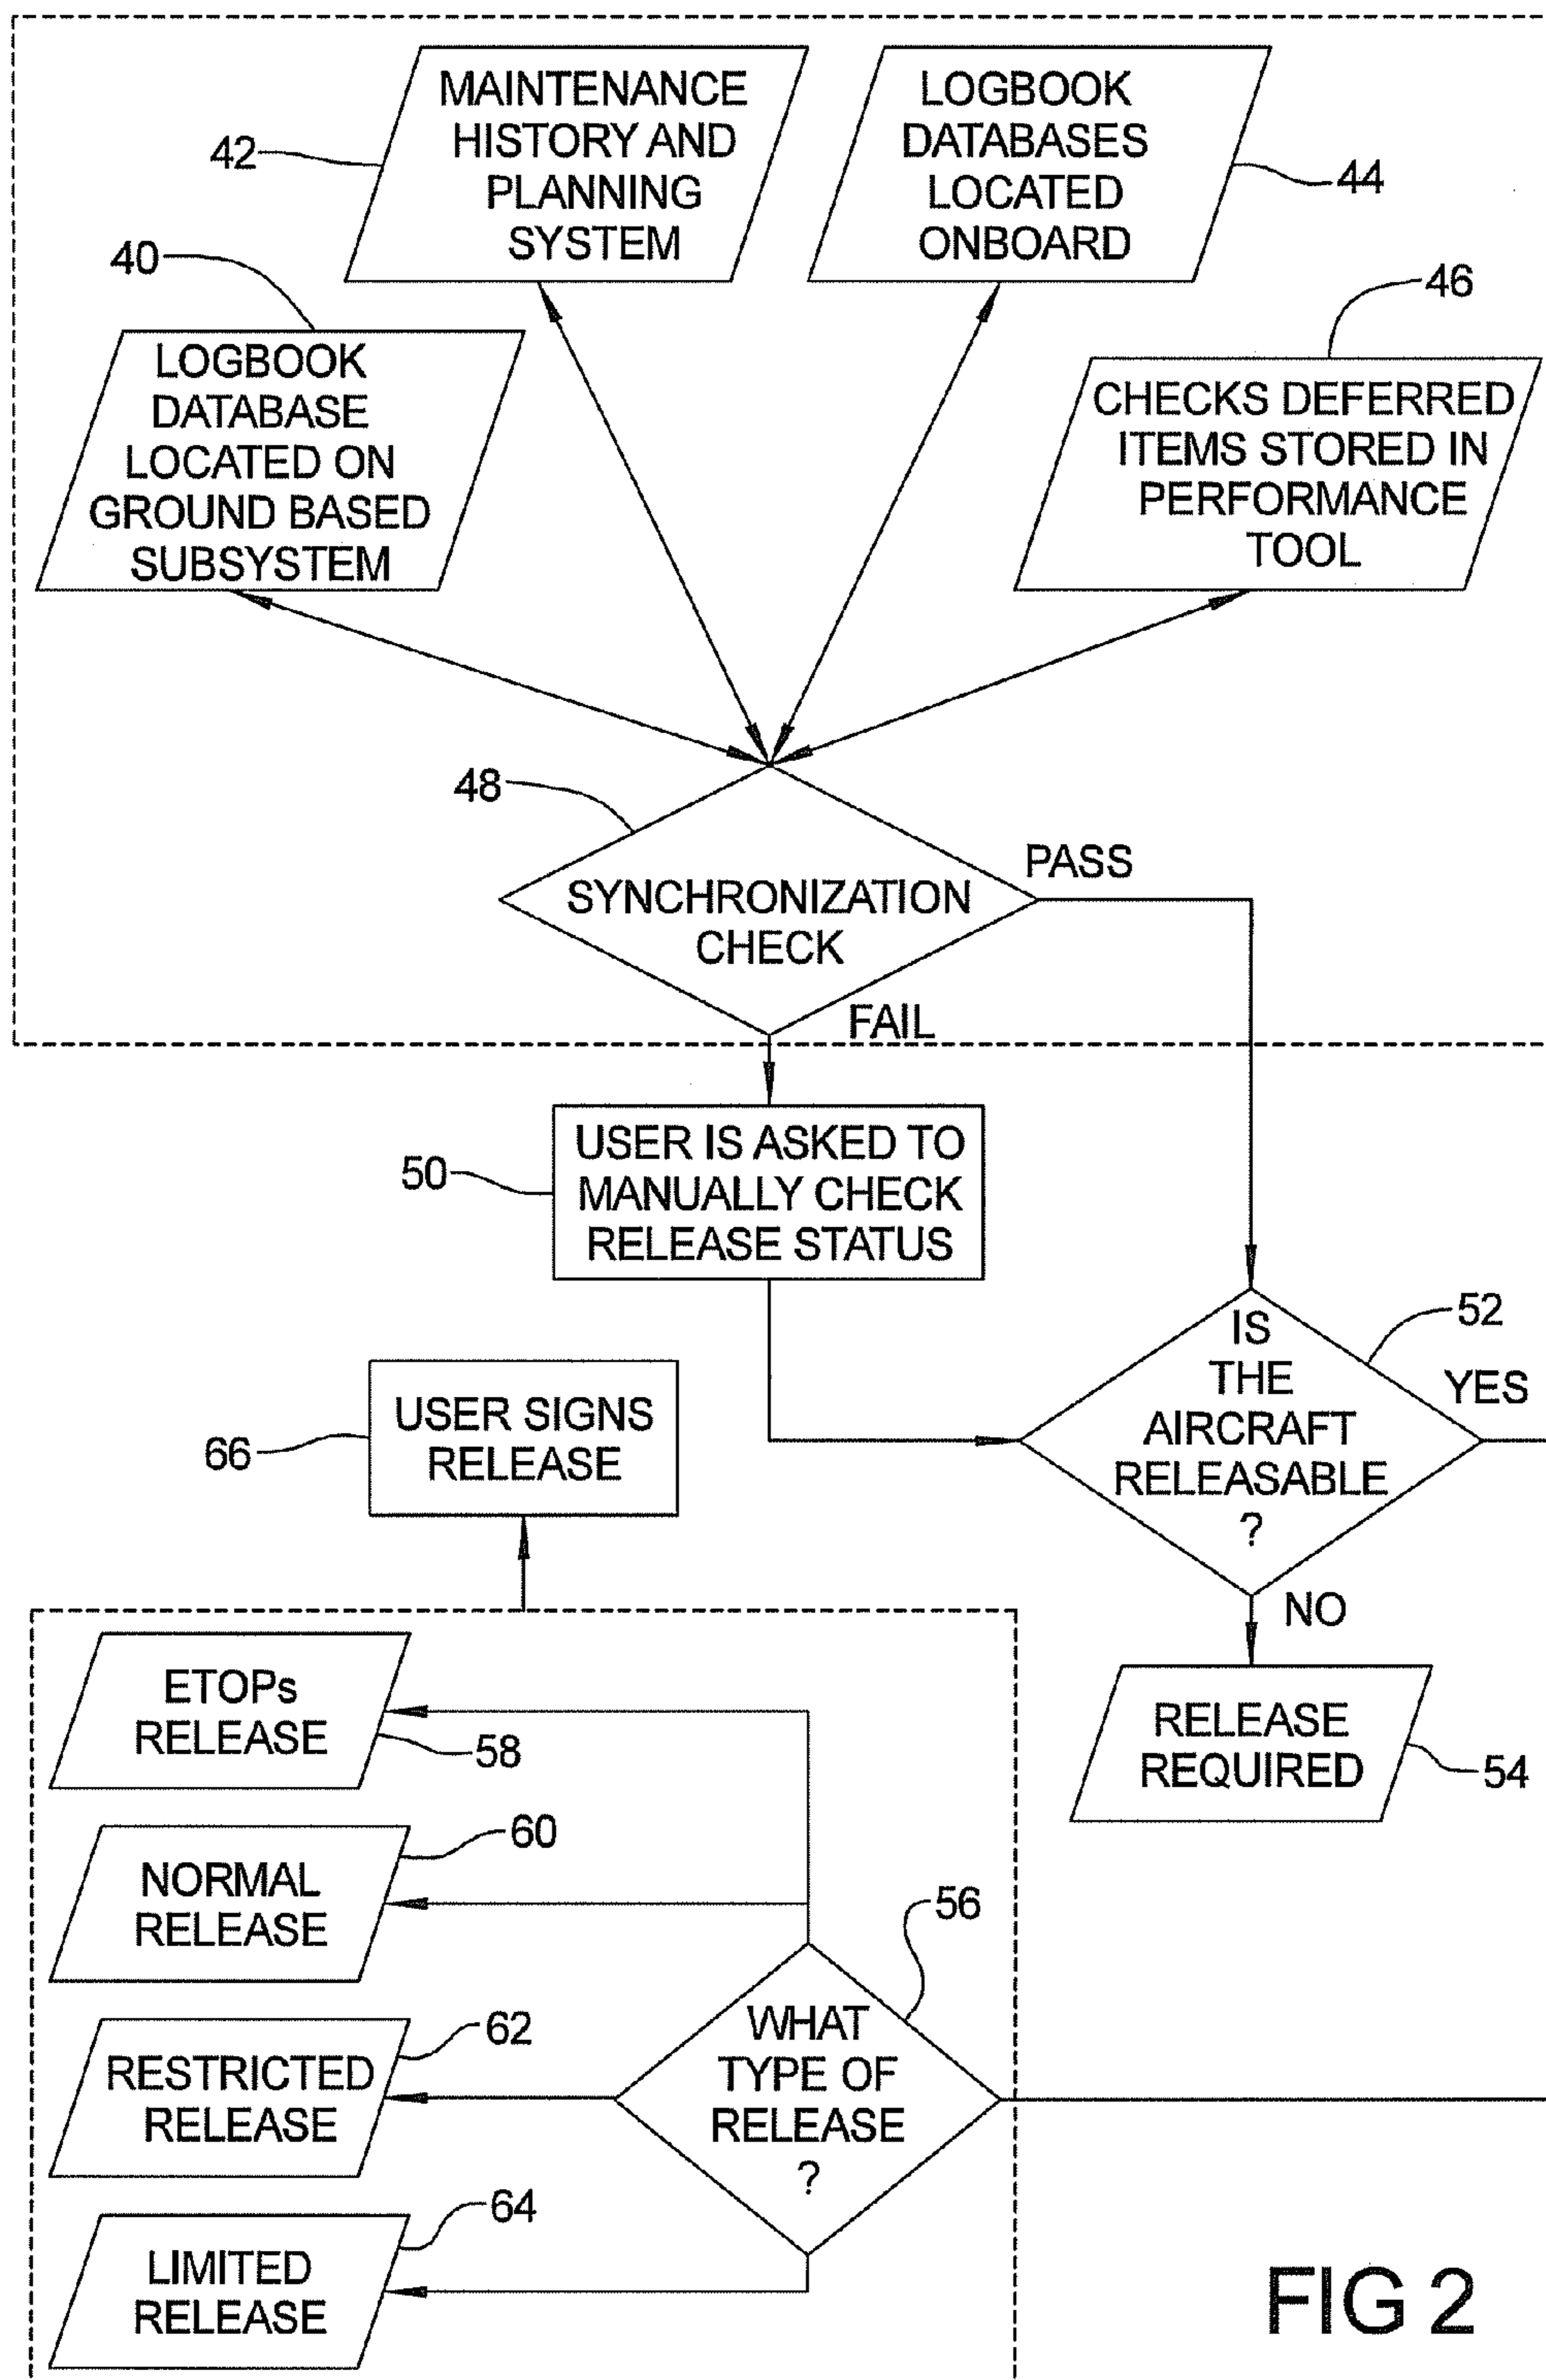 MAINTENANCE
HISTORY AND
PLANNING
SYSTEM
42
LOGBOOK
DATABASES
LOCATED
ONBOARD
44
40
LOGBOOK
DATABASE
LOCATED ON
GROUND BASED
SUBSYSTEM
46
CHECKS DEFERRED
ITEMS STORED IN
PERFORMANCE
TOOL
48
SYNCHRONIZATION
CHECK
PASS
FAIL
50
USER IS ASKED TO
MANUALLY CHECK
RELEASE STATUS
52
IS
THE
AIRCRAFT
RELEASABLE
?
YES
NO
66
USER SIGNS
RELEASE
RELEASE
REQUIRED
54
ETOPs
RELEASE
58
NORMAL
RELEASE
60
56
WHAT
TYPE OF
RELEASE
?
RESTRICTED
RELEASE
62
LIMITED
RELEASE
64
FIG 2